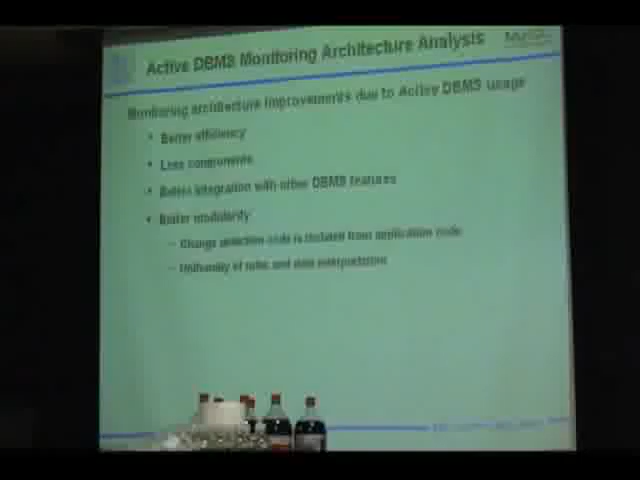 Active DBMS Monitoring Architecture Analysis
Monitoring architecture improvements due to Active DBMS usage
• Better efficiency
• Less components
• Better integration with other DBMS features
• Better modularity
– Change detection code is isolated from application code
– Uniformity of rules and data interpretation